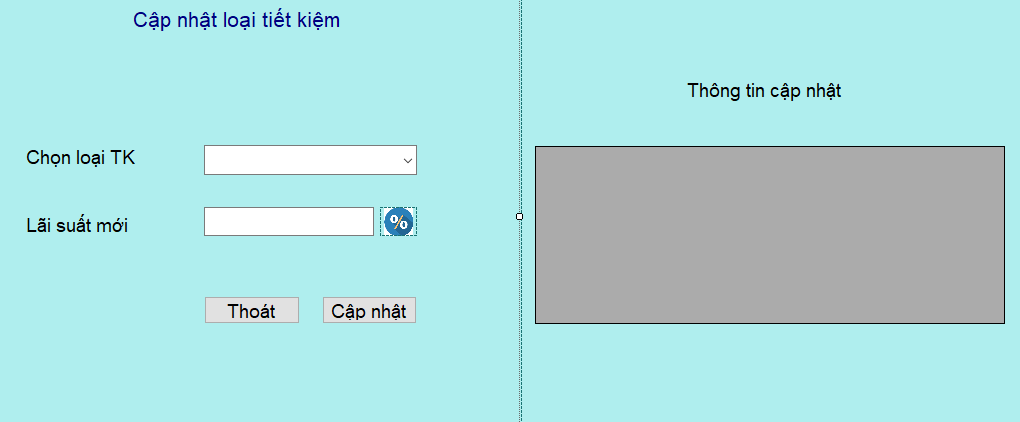 Cập nhật loại tiết kiệm
Chọn loại TK
Lãi suất mới
%
Thoát
Cập nhật
Thông tin cập nhật